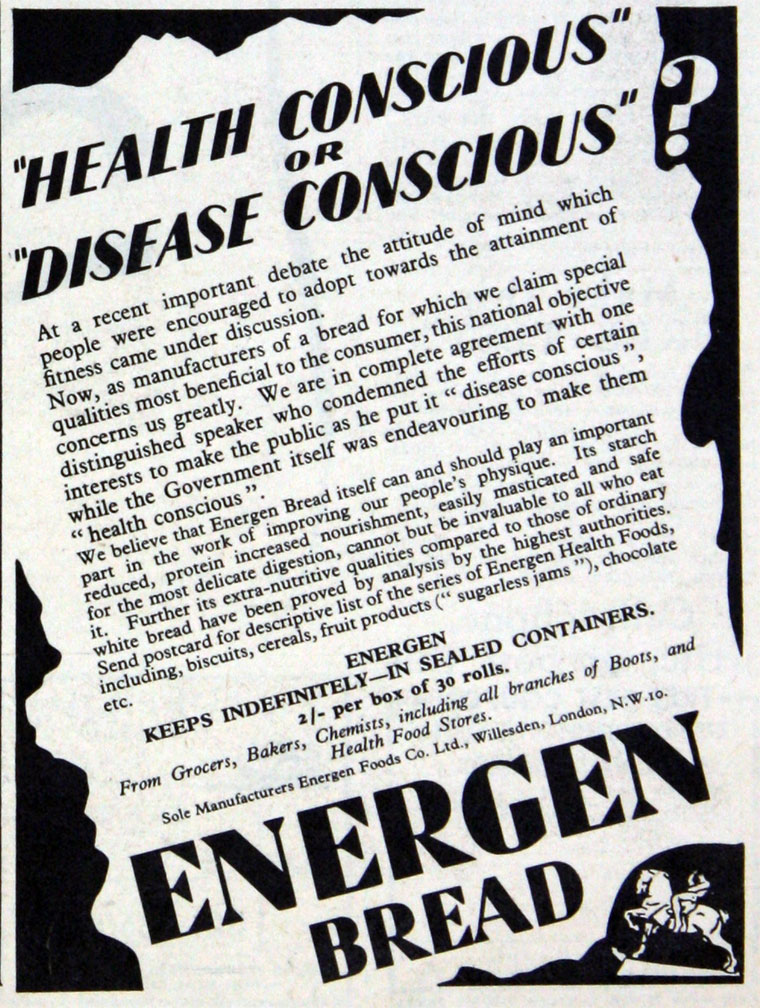 "HEALTH CONSCIOUS"
OR
"DISEASE CONSCIOUS"
?
At a recent important debate the attitude of mind which
people were encouraged to adopt towards the attainment of
fitness came under discussion.
Now, as manufacturers of a bread for which we claim special
qualities most beneficial to the consumer, this national objective
concerns us greatly. We are in complete agreement with one
distinguished speaker who condemned the efforts of certain
interests to make the public as he put it " disease conscious ",
while the Government itself was endeavouring to make them
" health conscious ".
We believe that Energen Bread itself can and should play an important
part in the work of improving our people's physique. Its starch
reduced, protein increased nourishment, easily masticated and safe
for the most delicate digestion, cannot but be invaluable to all who eat
it. Further its extra-nutritive qualities compared to those of ordinary
white bread have been proved by analysis by the highest authorities.
Send postcard for descriptive list of the series of Energen Health Foods,
including, biscuits, cereals, fruit products (" sugarless jams "), chocolate
etc.
ENERGEN
KEEPS INDEFINITELY—IN SEALED CONTAINERS.
2/- per box of 30 rolls.
From Grocers, Bakers, Chemists, including all branches of Boots, and
Health Food Stores.
Sole Manufacturers Energen Foods Co. Ltd., Willesden, London, N.W.10.
ENERGEN
BREAD